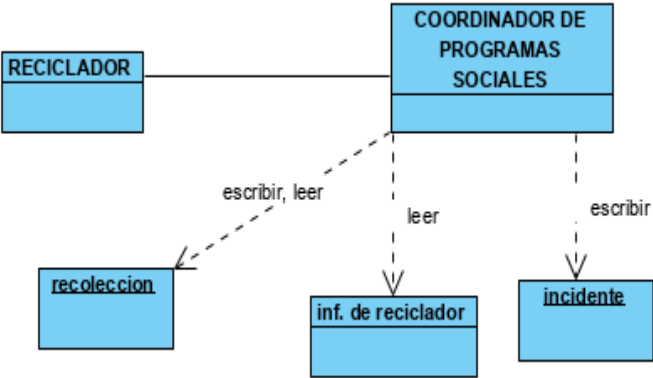 COORDINADOR DE
PROGRAMAS
SOCIALES
RECICLADOR
escribir, leer
leer
escribir
recoleccion
inf. de reciclador
incidente